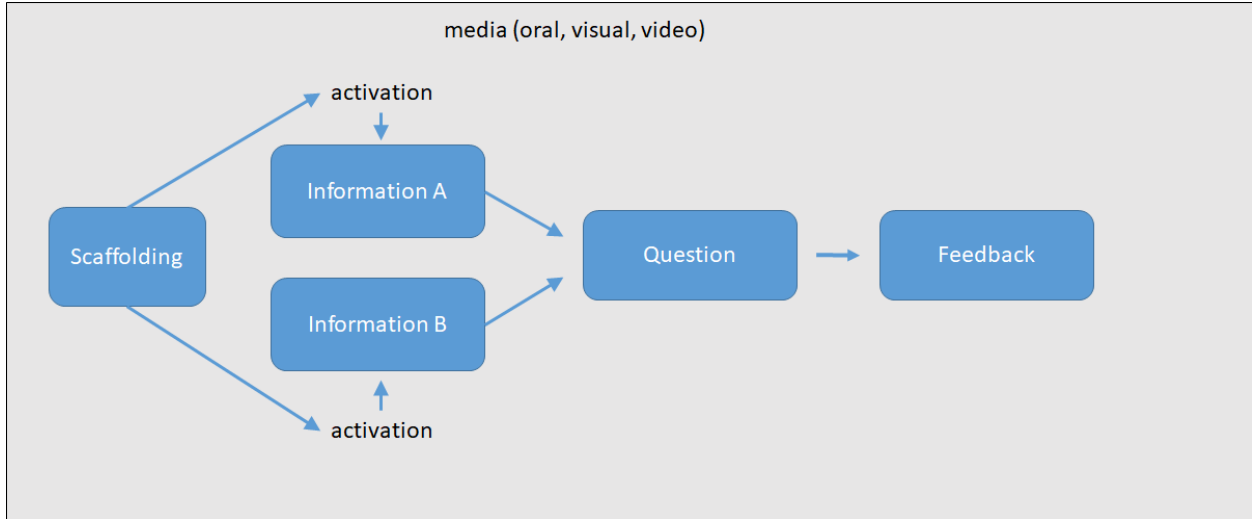 media (oral, visual, video)
activation
Information A
Scaffolding
Question
Feedback
Information B
activation